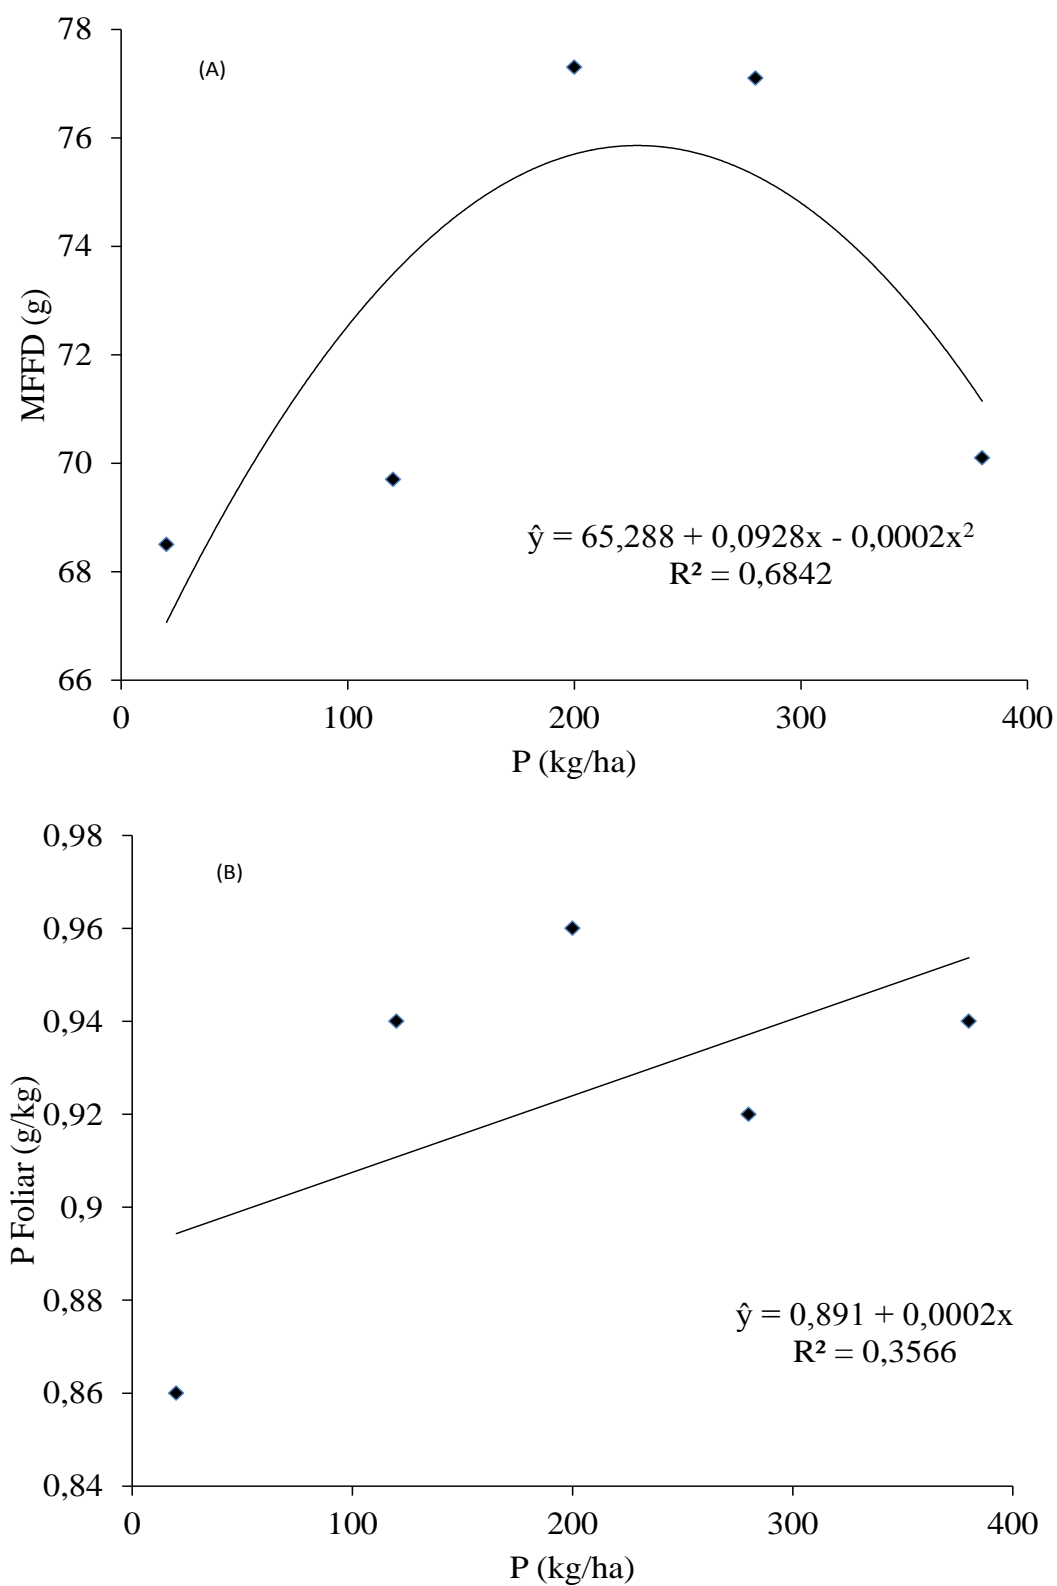 78
(A)
76
74
72
70
68
66
MFFD (g)
ŷ = 65,288 + 0,0928x - 0,0002x²
R² = 0,6842
0 100 200 300 400
P (kg/ha)
0,98
(B)
0,96
0,94
0,92
0,9
0,88
0,86
0,84
P Foliar (g/kg)
ŷ = 0,891 + 0,0002x
R² = 0,3566
0 100 200 300 400
P (kg/ha)